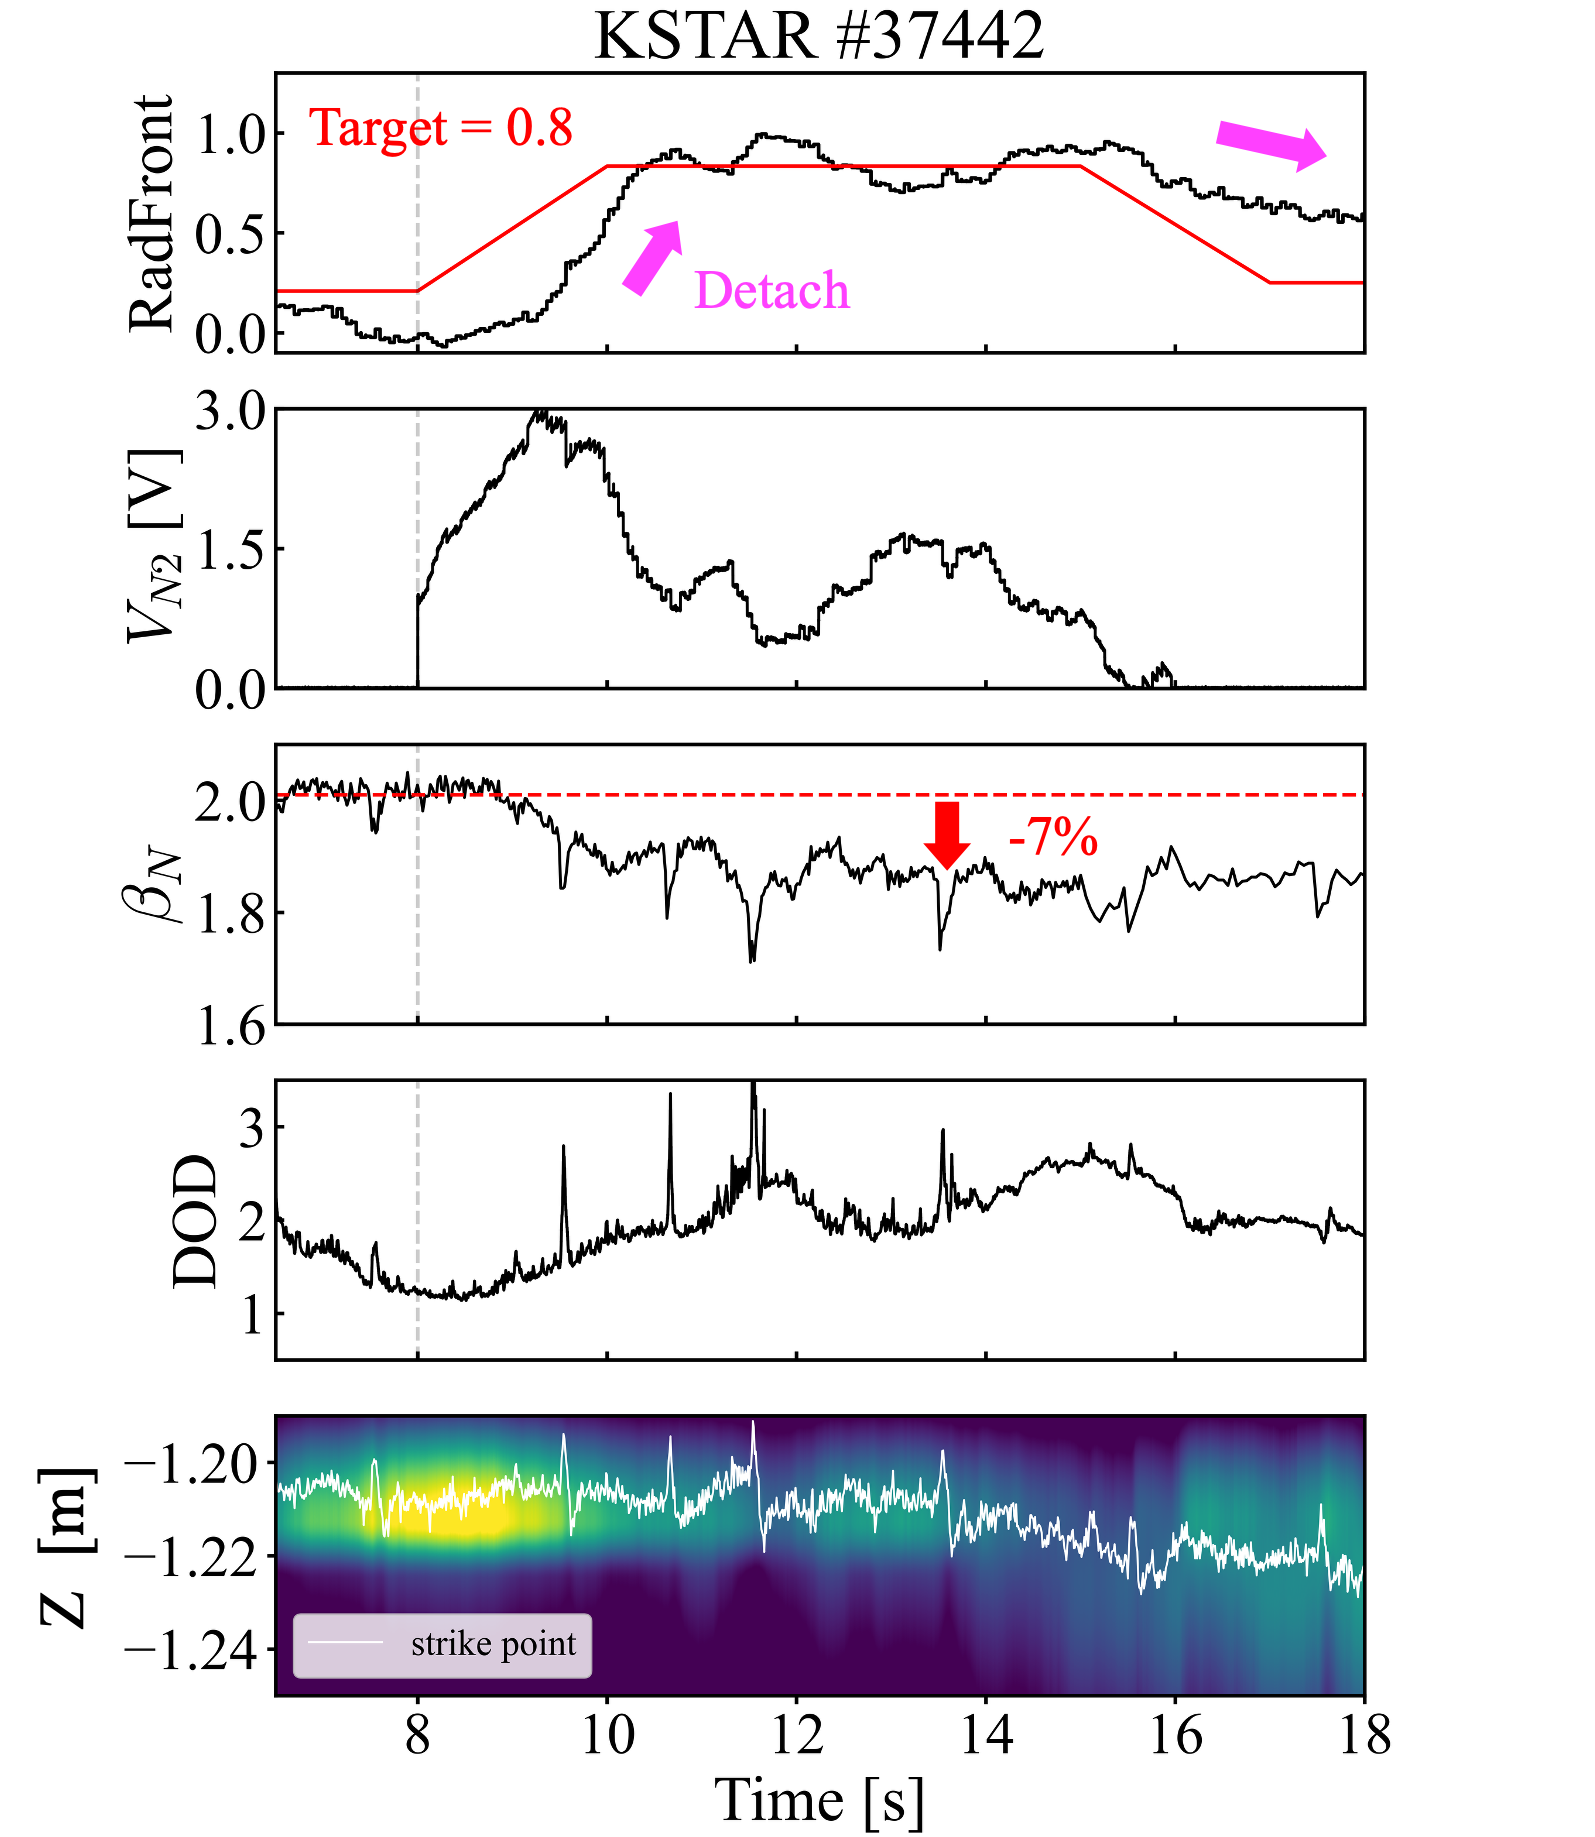 KSTAR #37442
RadFront
1.0
0.5
0.0
Target = 0.8
Detach
V_{N2} [V]
3.0
1.5
0.0
β_N
2.0
1.8
1.6
-7%
DOD
3
2
1
Z [m]
−1.20
−1.22
−1.24
strike point
8 10 12 14 16 18
Time [s]